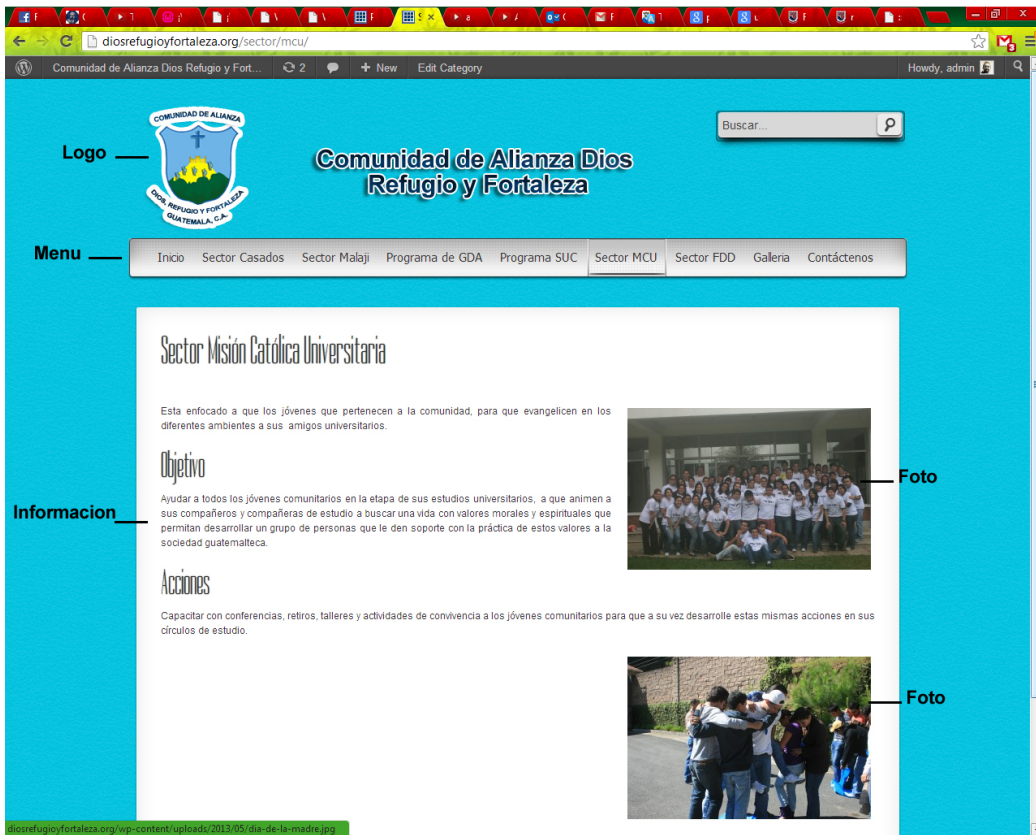 diosrefugioyfortaleza.org/sector/mcu/
Comunidad de Alianza Dios Refugio y Fort... 2 + New Edit Category Howdy, admin
COMUNIDAD DE ALIANZA
DIOS, REFUGIO Y FORTALEZA
GUATEMALA, C.A.
Logo
Comunidad de Alianza Dios
Refugio y Fortaleza
Buscar...
Menu
Inicio Sector Casados Sector Malaji Programa de GDA Programa SUC Sector MCU Sector FDD Galleria Contáctenos
Sector Misión Católica Universitaria
Esta enfocado a que los jóvenes que pertenecen a la comunidad, para que evangelicen en los
diferentes ambientes a sus amigos universitarios.
Objetivo
Foto
Informacion
Ayudar a todos los jóvenes comunitarios en la etapa de sus estudios universitarios, a que animen a
sus compañeros y compañeras de estudio a buscar una vida con valores morales y espirituales que
permitan desarrollar un grupo de personas que le den soporte con la práctica de estos valores a la
sociedad guatemalteca.
Acciones
Capacitar con conferencias, retiros, talleres y actividades de convivencia a los jóvenes comunitarios para que a su vez desarrolle estas mismas acciones en sus
círculos de estudio.
Foto
diosrefugioyfortaleza.org/wp-content/uploads/2013/05/dia-de-la-madre.jpg